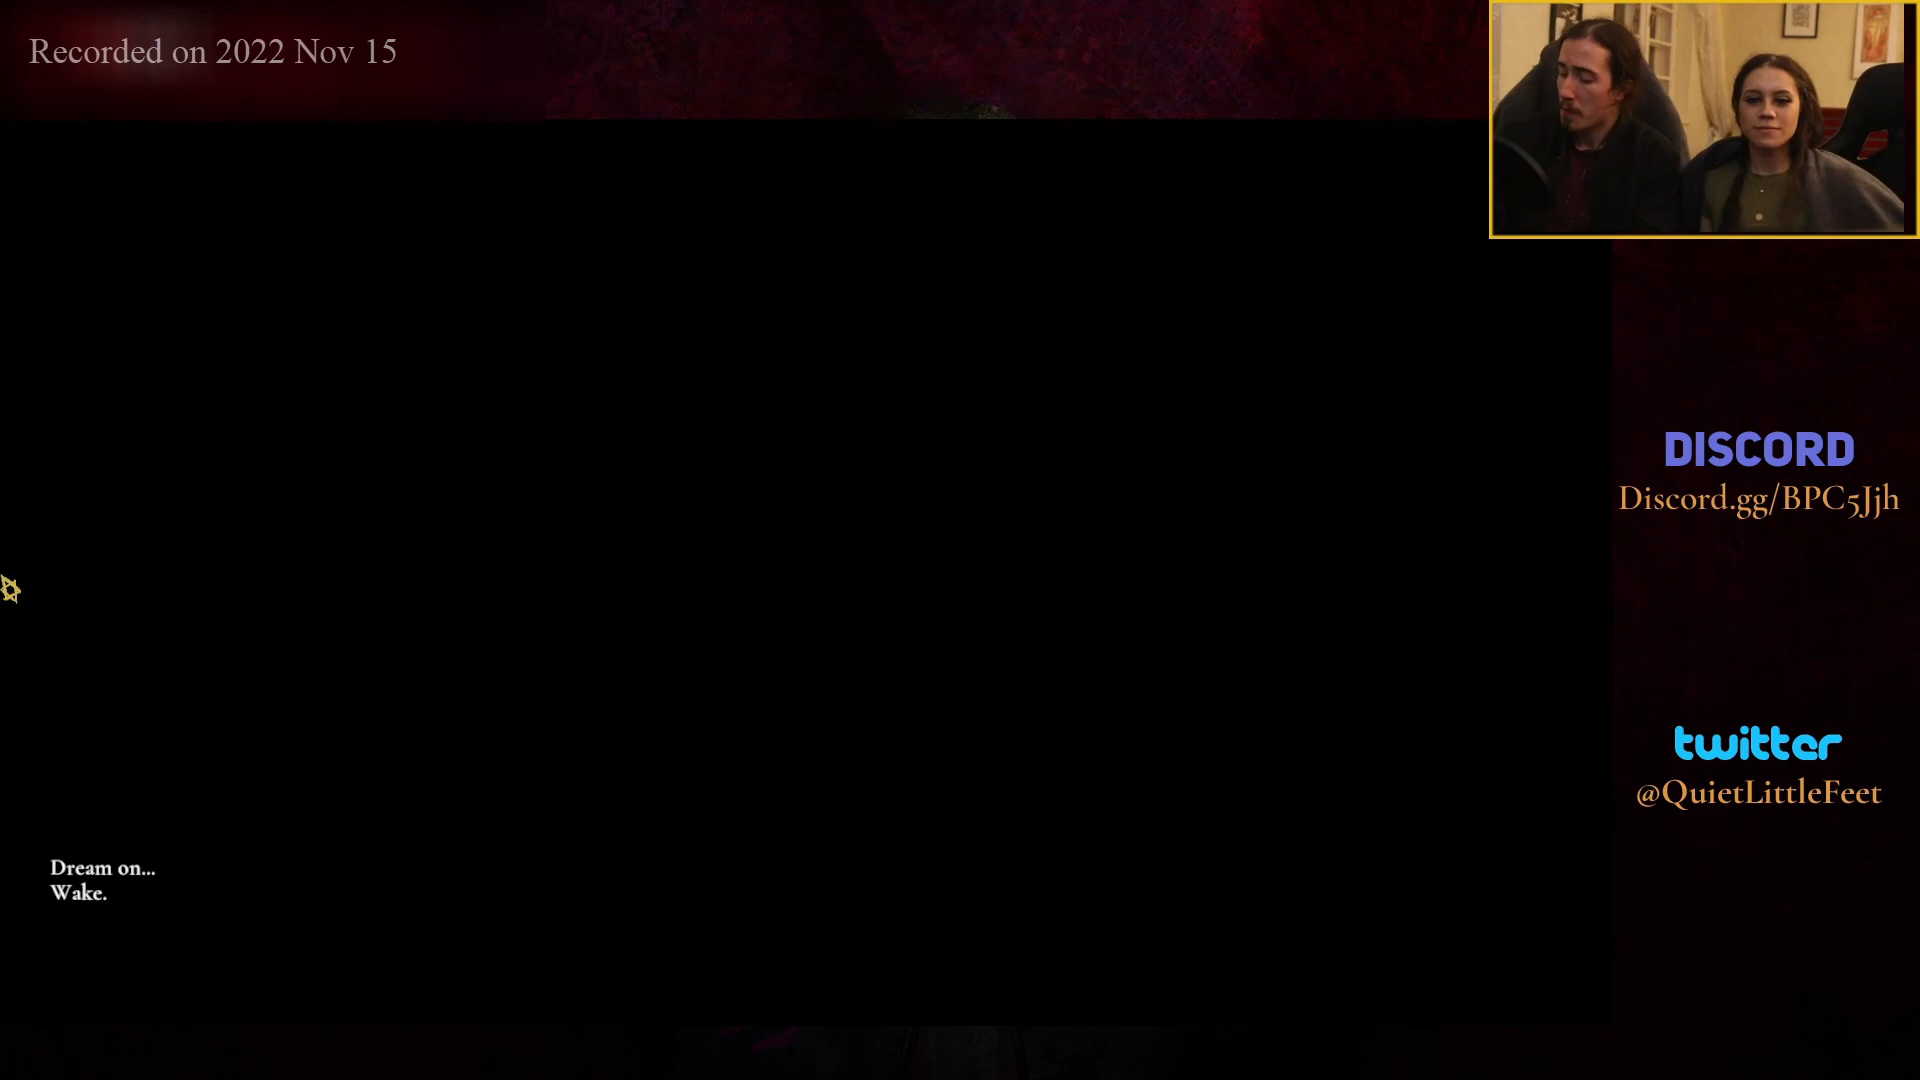 Recorded on 2022 Nov 15
DISCORD
Discord.gg/BPC5Jjh
twitter
@QuietLittleFeet
Dream on...
Wake.